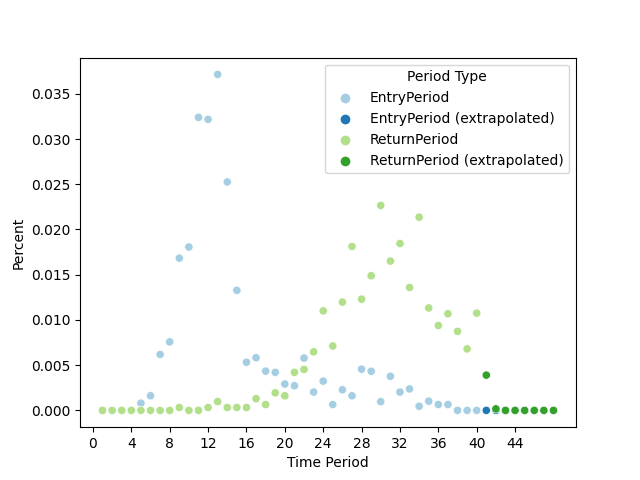 Period Type
EntryPeriod
EntryPeriod (extrapolated)
ReturnPeriod
ReturnPeriod (extrapolated)
Percent
0.035
0.030
0.025
0.020
0.015
0.010
0.005
0.000
0 4 8 12 16 20 24 28 32 36 40 44
Time Period